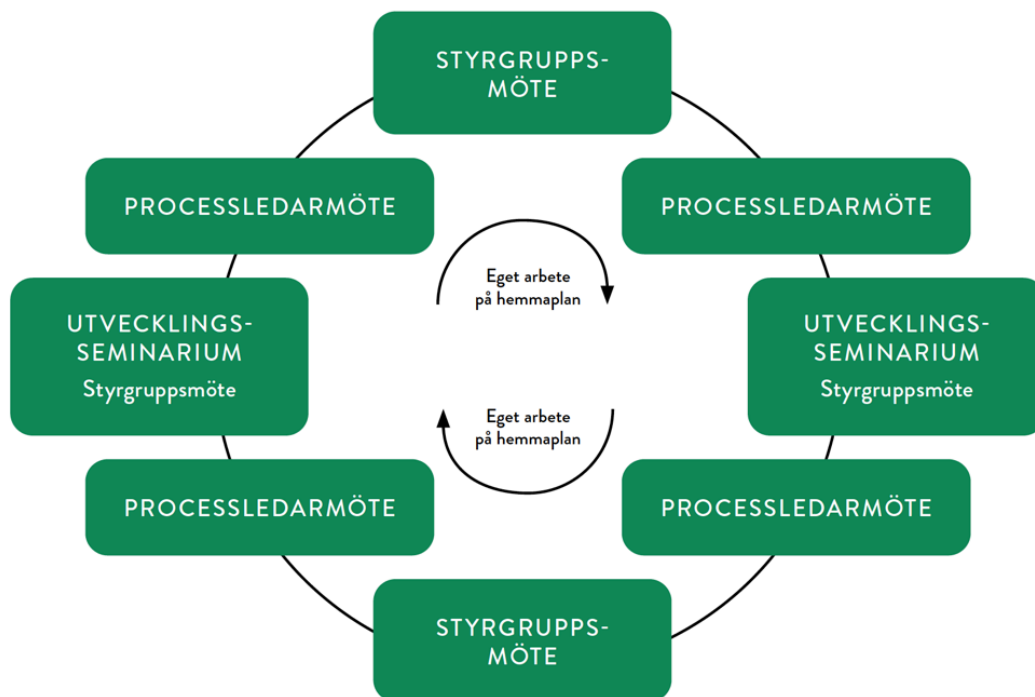 STYRGRUPPS-
MÖTE
PROCESSLEDARMÖTE
PROCESSLEDARMÖTE
Eget arbete
på hemmaplan
UTVECKLINGS-
SEMINARIUM
Styrgruppsmöte
UTVECKLINGS-
SEMINARIUM
Styrgruppsmöte
Eget arbete
på hemmaplan
PROCESSLEDARMÖTE
PROCESSLEDARMÖTE
STYRGRUPPS-
MÖTE